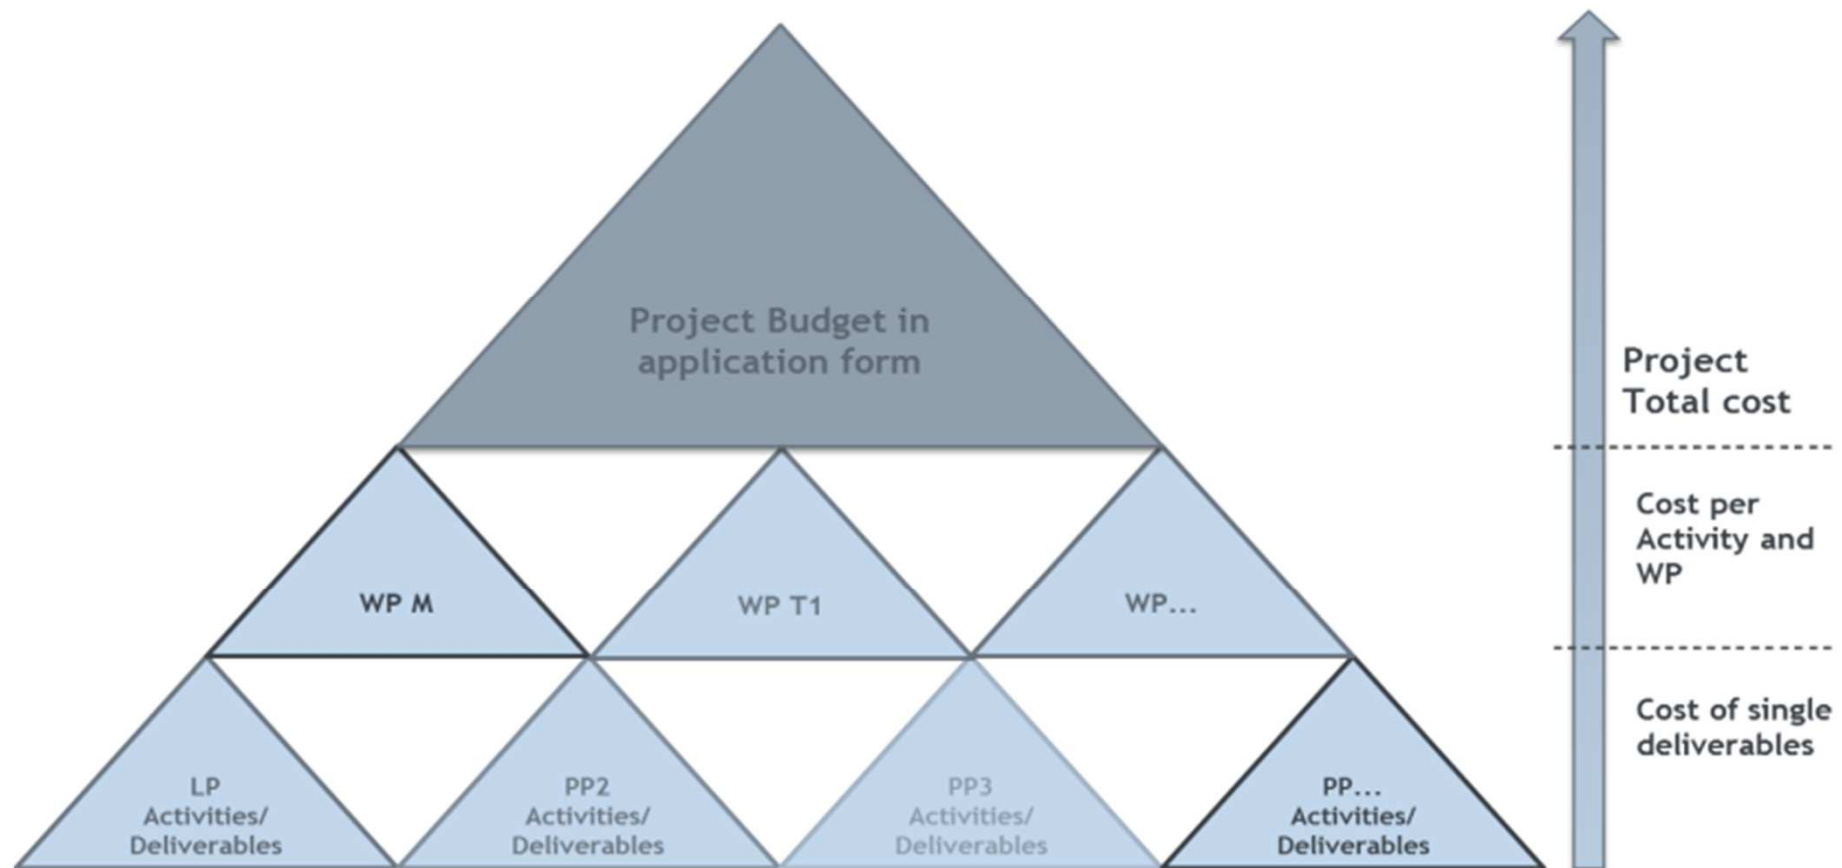 Project Budget in
application form
Project
Total cost
Cost per
Activity and
WP
WP M
WP T1
WP...
Cost of single
deliverables
LP
Activities/
Deliverables
PP2
Activities/
Deliverables
PP3
Activities/
Deliverables
PP...
Activities/
Deliverables